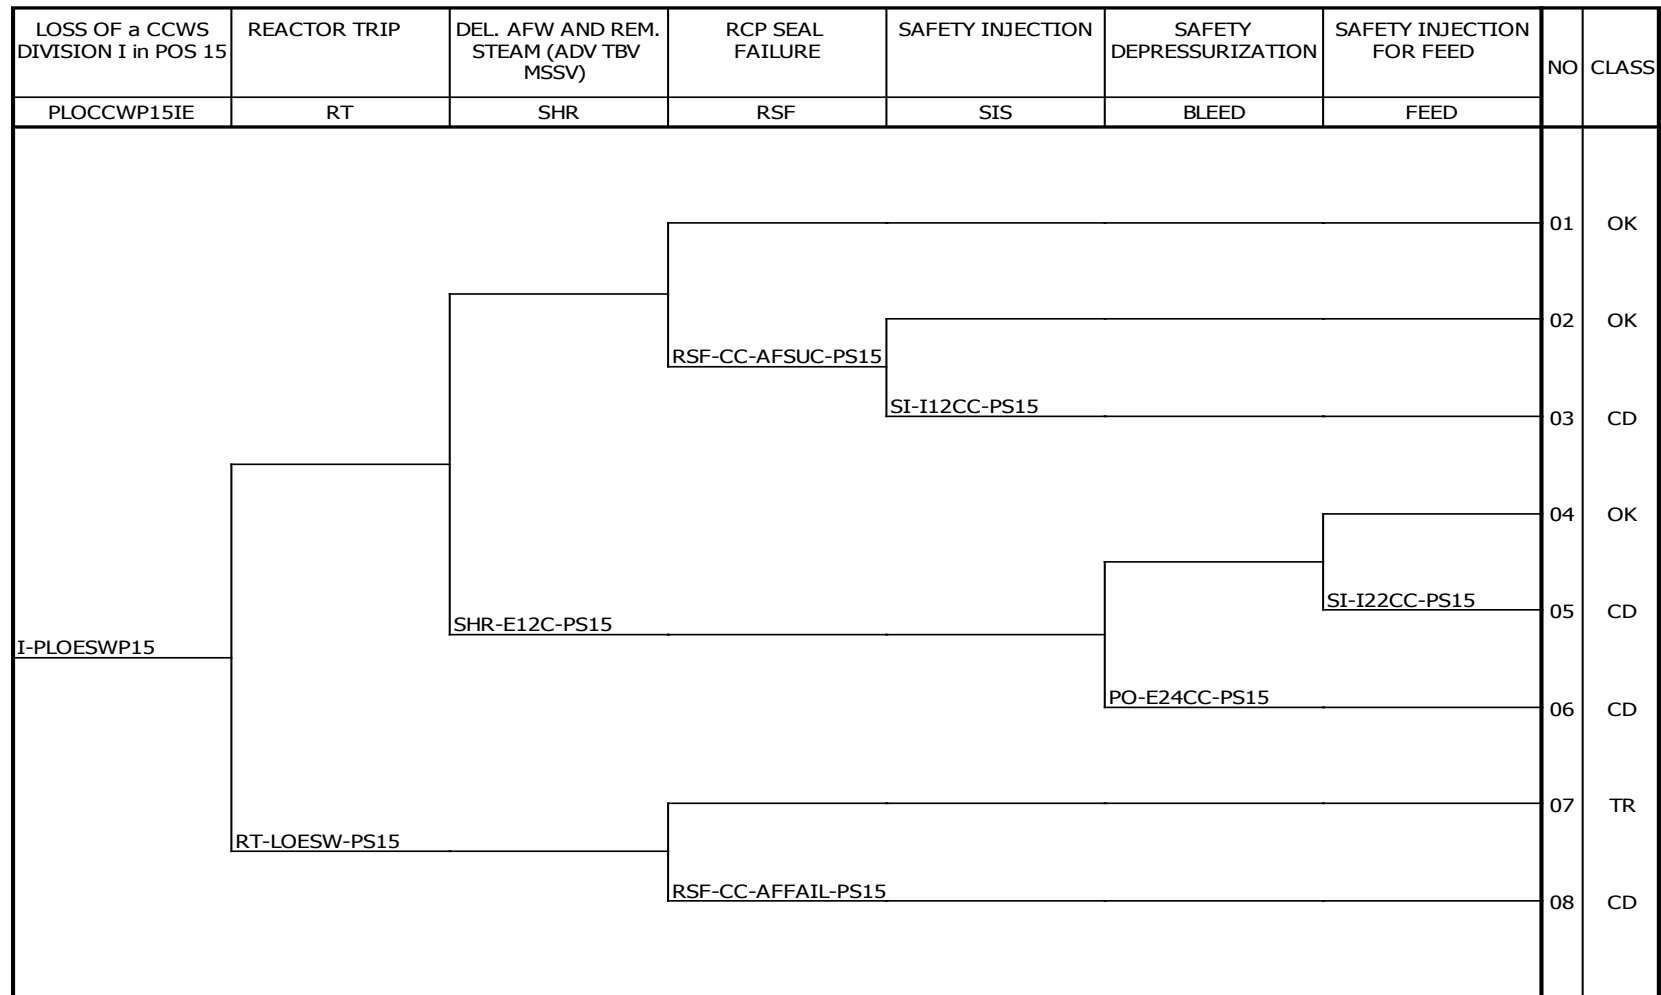 LOSS OF a CCWS
DIVISION I in POS 15
REACTOR TRIP
DEL. AFW AND REM.
STEAM (ADV TBV
MSSV)
RCP SEAL
FAILURE
SAFETY INJECTION
SAFETY
DEPRESSURIZATION
SAFETY INJECTION
FOR FEED
NO
CLASS
PLOCCWP15IE
RT
SHR
RSF
SIS
BLEED
FEED
01
OK
02
OK
RSF-CC-AFSUC-PS15
SI-I12CC-PS15
03
CD
04
OK
SI-I22CC-PS15
05
CD
SHR-E12C-PS15
I-PLOESWP15
PO-E24CC-PS15
06
CD
07
TR
RT-LOESW-PS15
RSF-CC-AFFAIL-PS15
08
CD